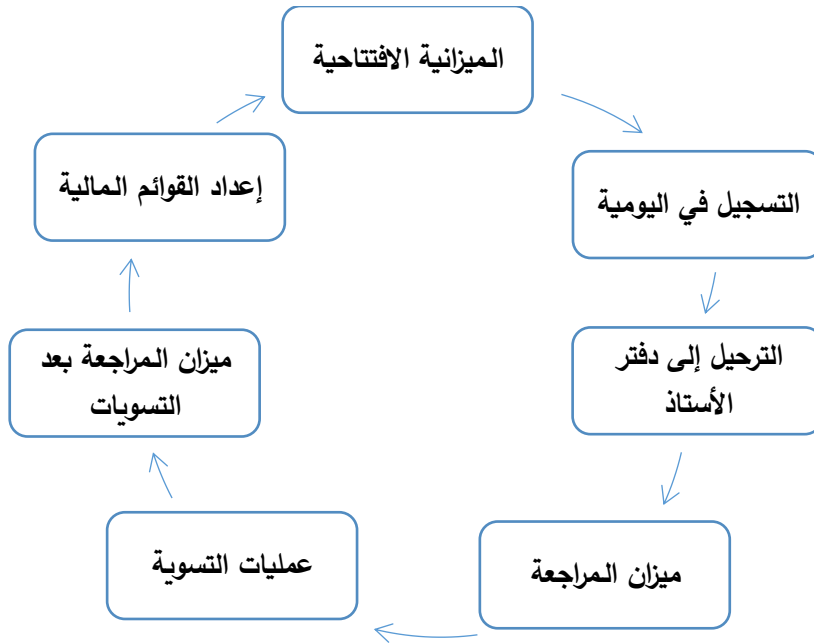 الميزانية الافتتاحية
التسجيل في اليومية
الترحيل إلى دفتر
الأستاذ
ميزان المراجعة
عمليات التسوية
ميزان المراجعة بعد
التسويات
إعداد القوائم المالية